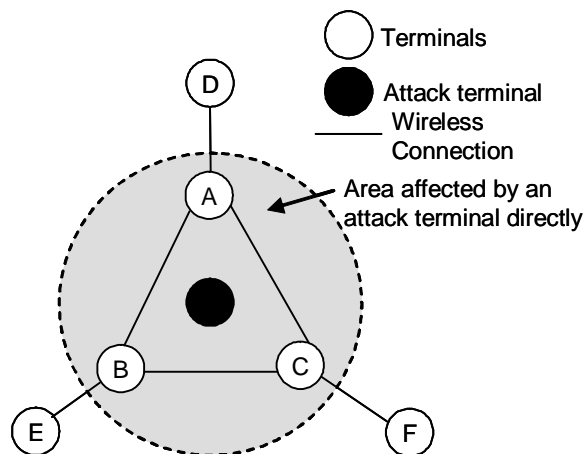 Terminals
D
Attack terminal
Wireless
Connection
A
Area affected by an
attack terminal directly
B
C
E
F